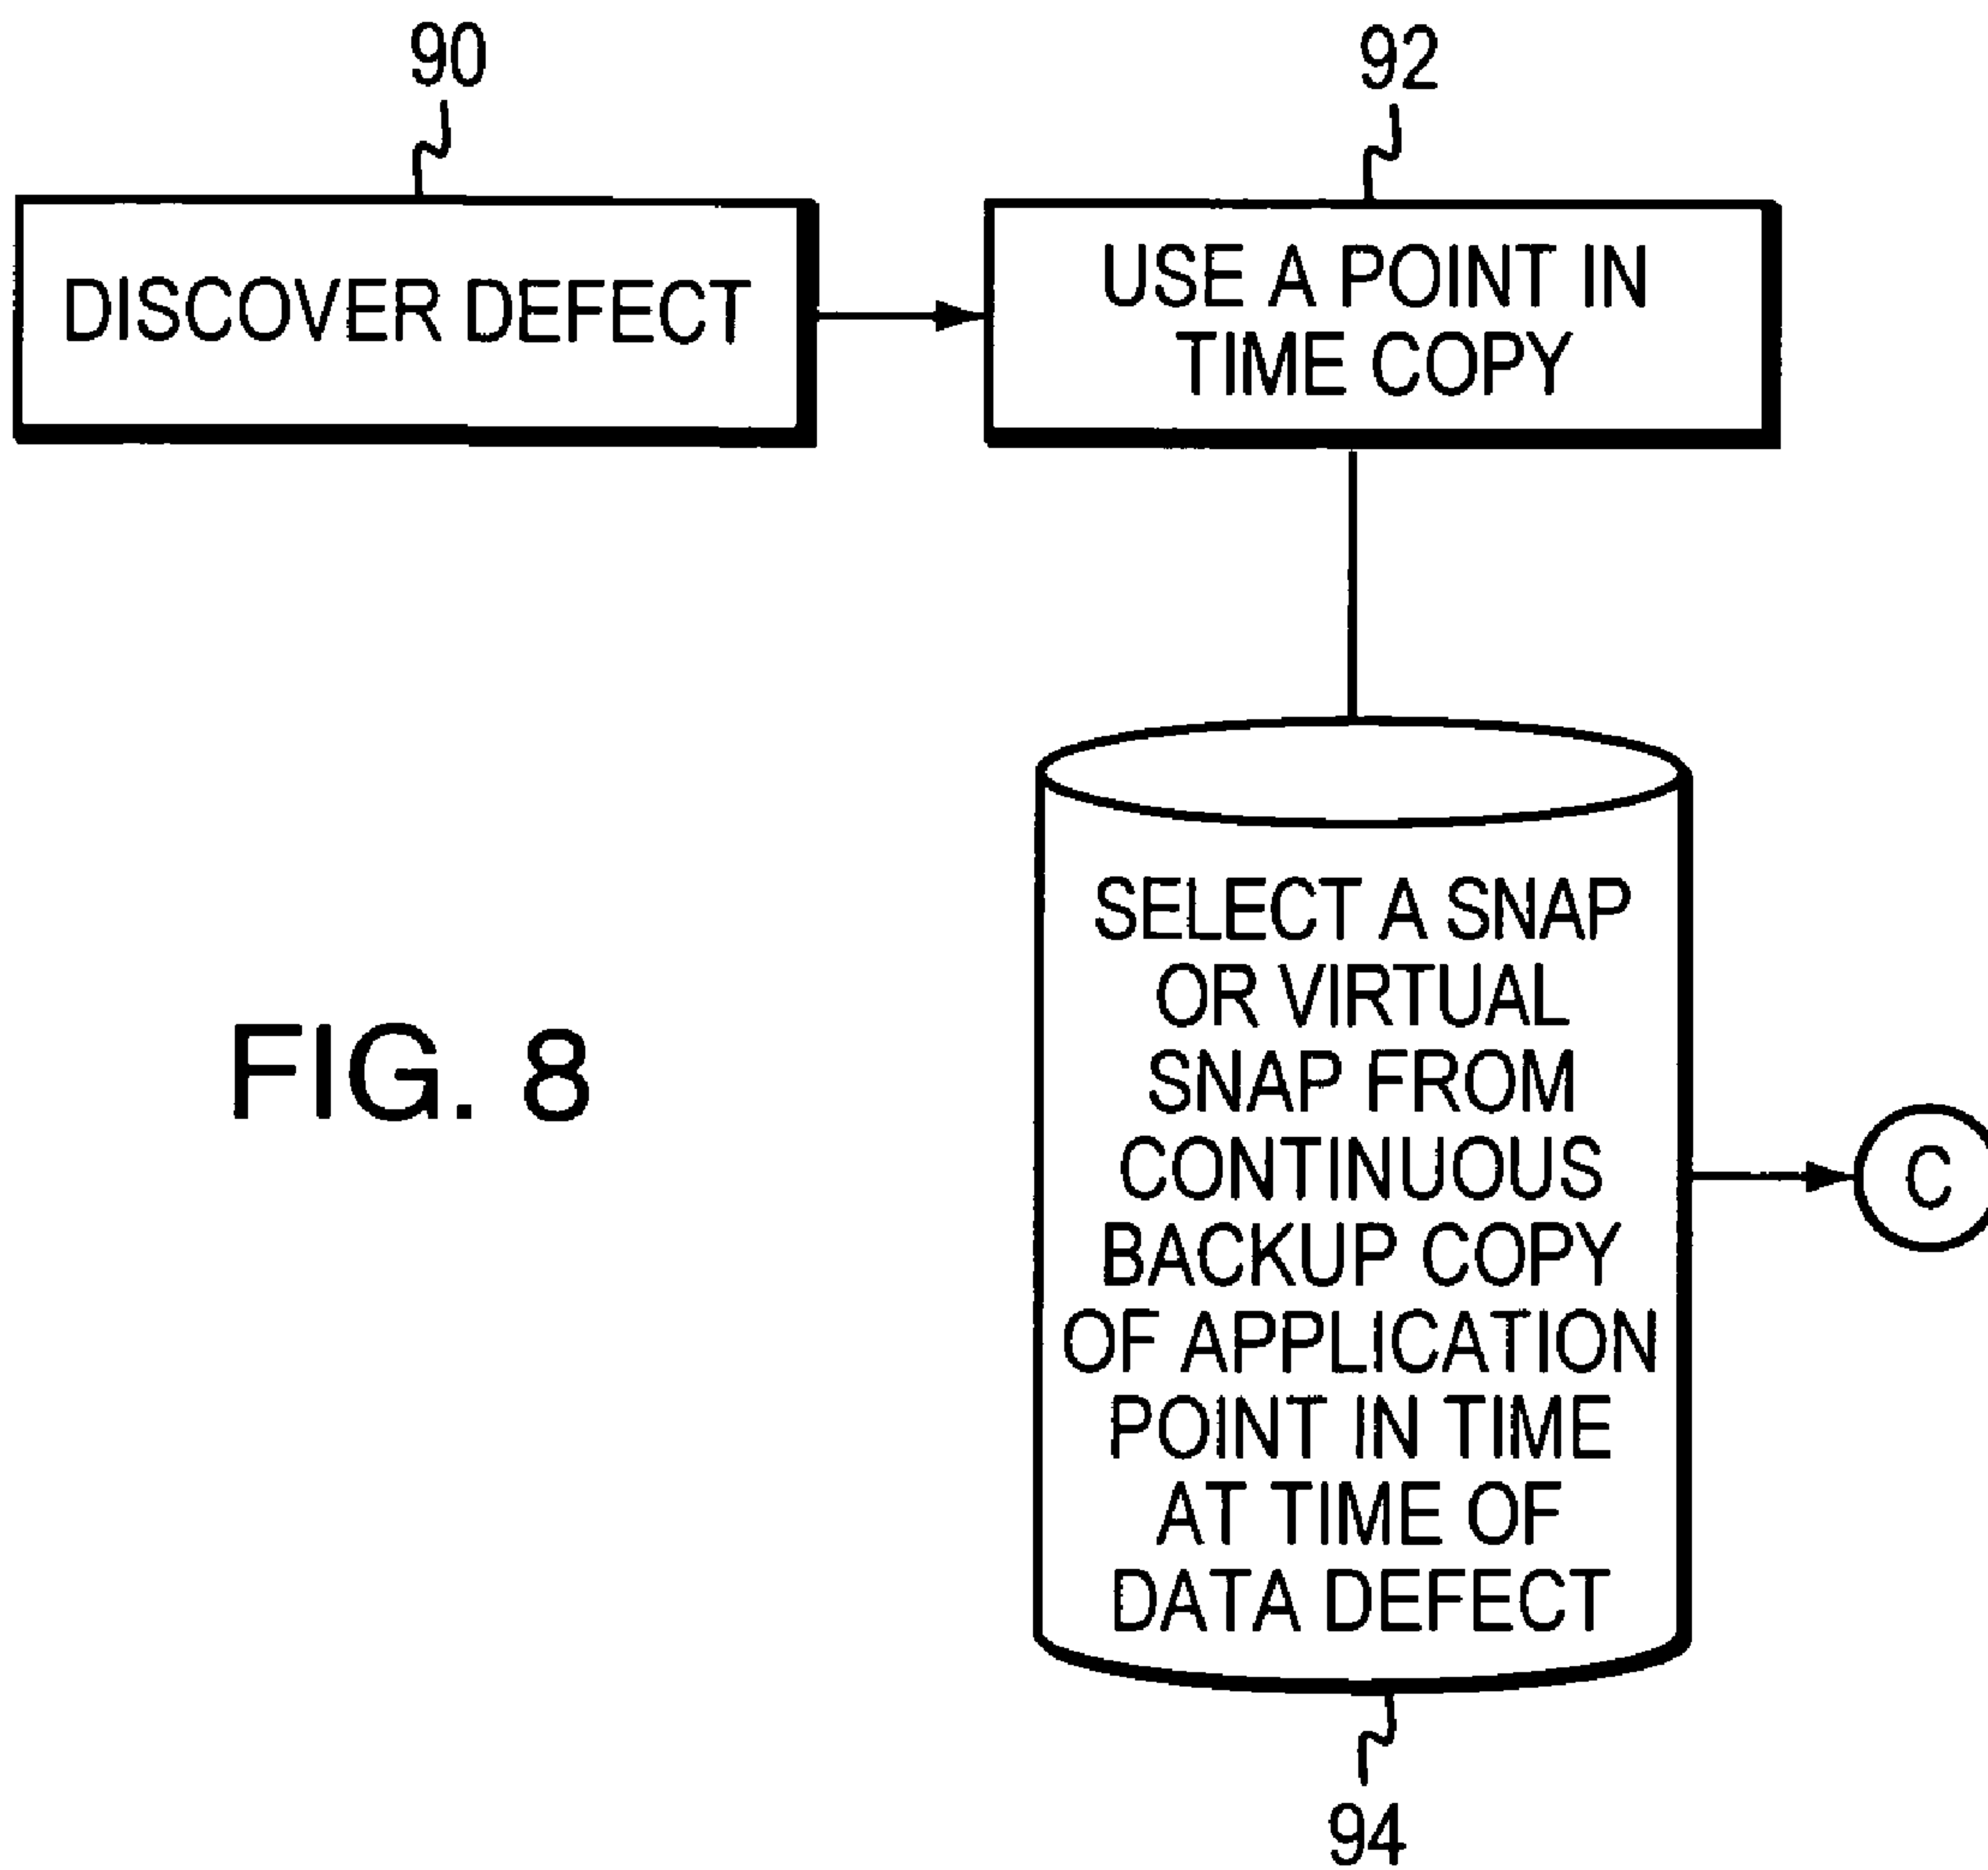 90
92
DISCOVER DEFECT
USE A POINT IN
TIME COPY
SELECT A SNAP
OR VIRTUAL
SNAP FROM
CONTINUOUS
BACKUP COPY
OF APPLICATION
POINT IN TIME
AT TIME OF
DATA DEFECT
C
FIG. 8
94